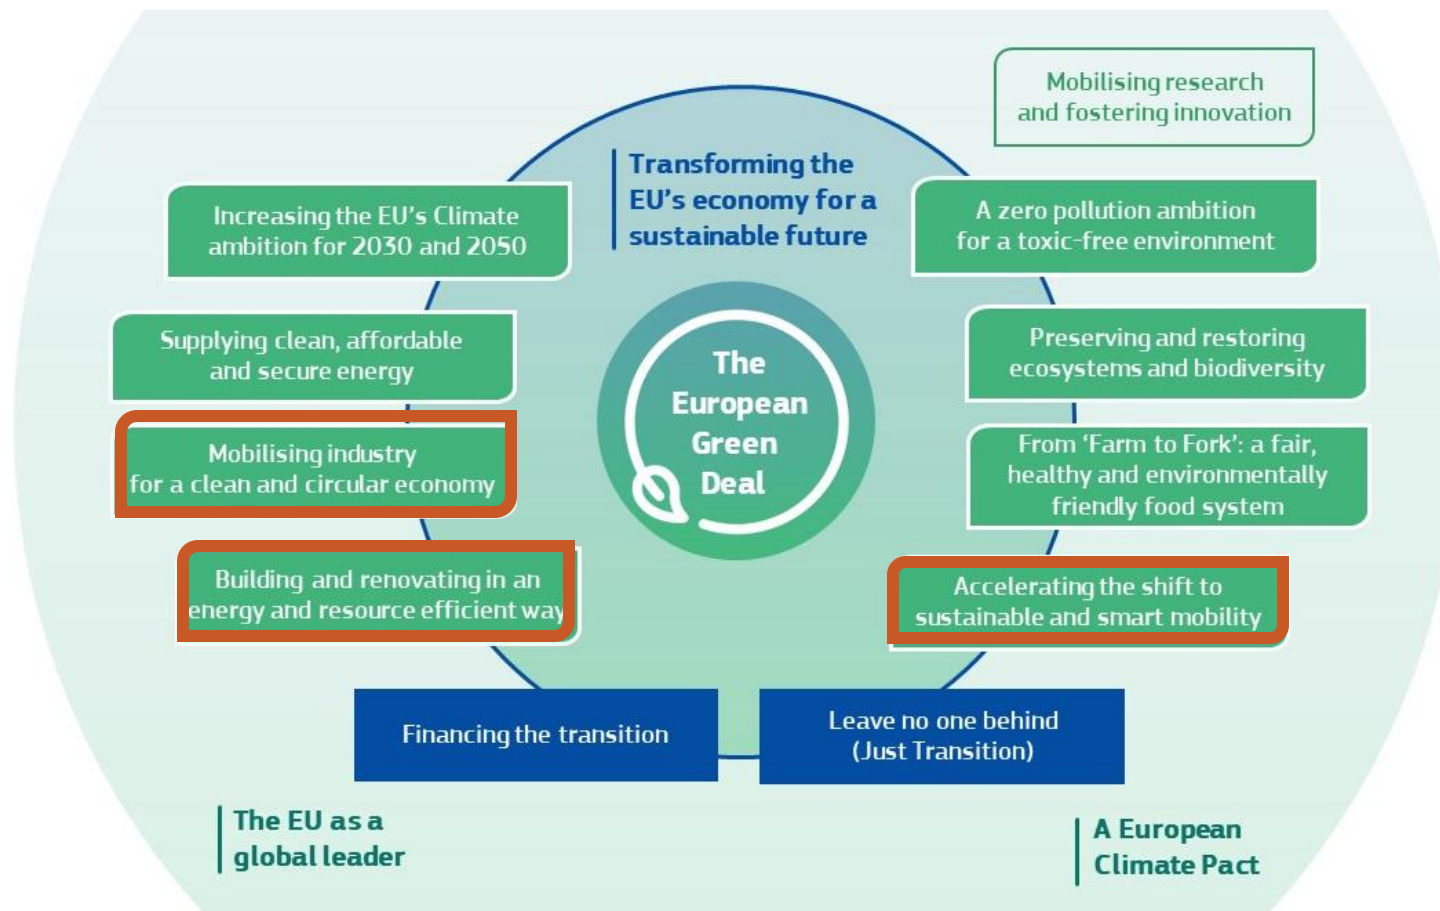 Mobilising research
and fostering innovation
Transforming the
EU's economy for a
sustainable future
Increasing the EU's Climate
ambition for 2030 and 2050
A zero pollution ambition
for a toxic-free environment
Supplying clean, affordable
and secure energy
Preserving and restoring
ecosystems and biodiversity
The
European
Green
Deal
Mobilising industry
for a clean and circular economy
From ‘Farm to Fork’: a fair,
healthy and environmentally
friendly food system
Building and renovating in an
energy and resource efficient way
Accelerating the shift to
sustainable and smart mobility
Financing the transition
Leave no one behind
(Just Transition)
The EU as a
global leader
A European
Climate Pact